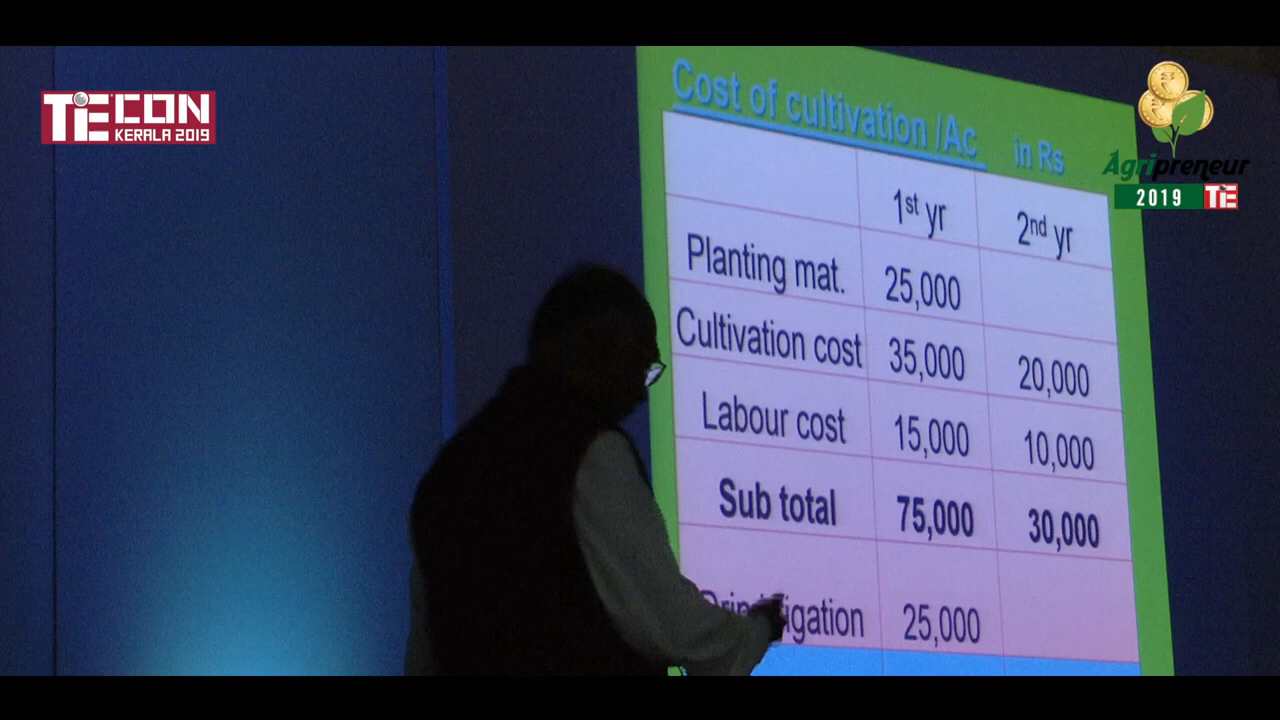 TiECON
KERALA 2019
Agripreneur
2019 TiE
Cost of cultivation /Ac in Rs
1st yr 2nd yr
Planting mat. 25,000
Cultivation cost 35,000 20,000
Labour cost 15,000 10,000
Sub total 75,000 30,000
25,000